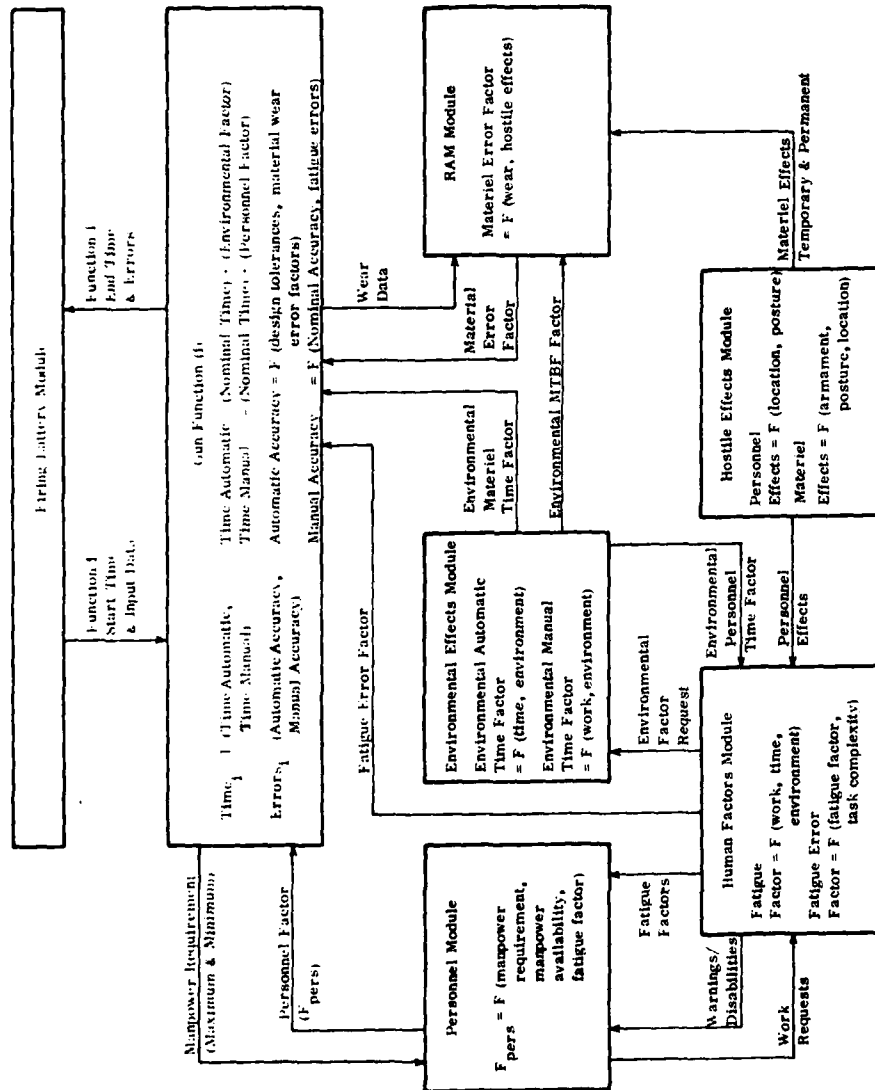 Firing Battery Module
Function i
Start Time
& Input Data
Function i
End Time
& Errors
Gun Function (i)
Time i (Time Automatic,
Time Manual)
Time Automatic (Nominal Time) · (Environmental Factor)
Time Manual - (Nominal Time) · (Personnel Factor)
Errors i (Automatic Accuracy,
Manual Accuracy)
Automatic Accuracy = F (design tolerances, material wear
error factors)
Manual Accuracy = F (Nominal Accuracy, fatigue errors)
Manpower Requirement
(Maximum & Minimum)
Personnel Factor
(F pers)
Fatigue Error Factor
Environmental
Materiel
Time Factor
Material
Error
Factor
Wear
Data
Personnel Module
F pers = F (manpower
requirement,
manpower
availability,
fatigue factor)
Environmental Effects Module
Environmental Automatic
Time Factor
= F (time, environment)
Environmental Manual
Time Factor
= F (work, environment)
Environmental MTBF Factor
RAM Module
Materiel Error Factor
= F (wear, hostile effects)
Warnings/
Disabilities
Work
Requests
Fatigue
Factors
Environmental
Factor
Request
Environmental
Personnel
Time Factor
Personnel
Effects
Materiel Effects
Temporary & Permanent
Human Factors Module
Fatigue
Factor = F (work, time,
environment)
Fatigue Error
Factor = F (fatigue factor,
task complexity)
Hostile Effects Module
Personnel
Effects = F (location, posture)
Materiel
Effects = F (armament,
posture, location)